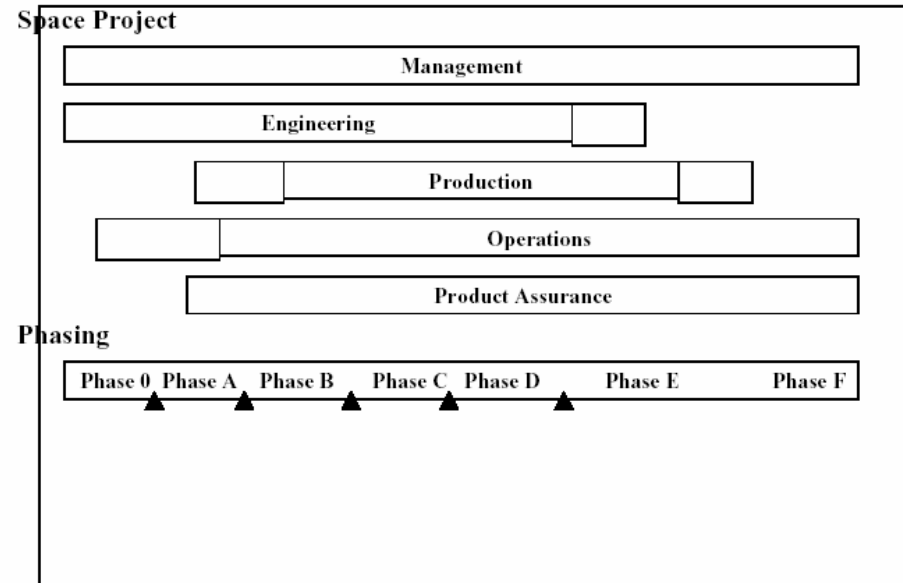 Space Project
Management
Engineering
Production
Operations
Product Assurance
Phasing
Phase 0 Phase A Phase B Phase C Phase D Phase E Phase F